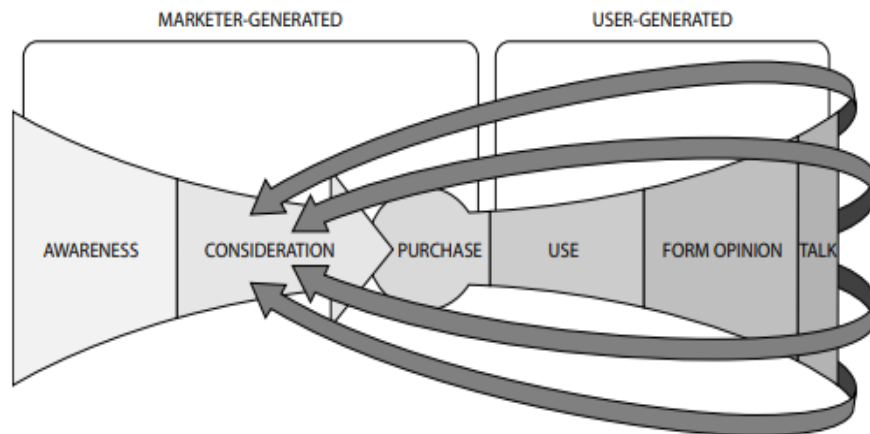 MARKETER-GENERATED
USER-GENERATED
AWARENESS
CONSIDERATION
PURCHASE
USE
FORM OPINION
TALK